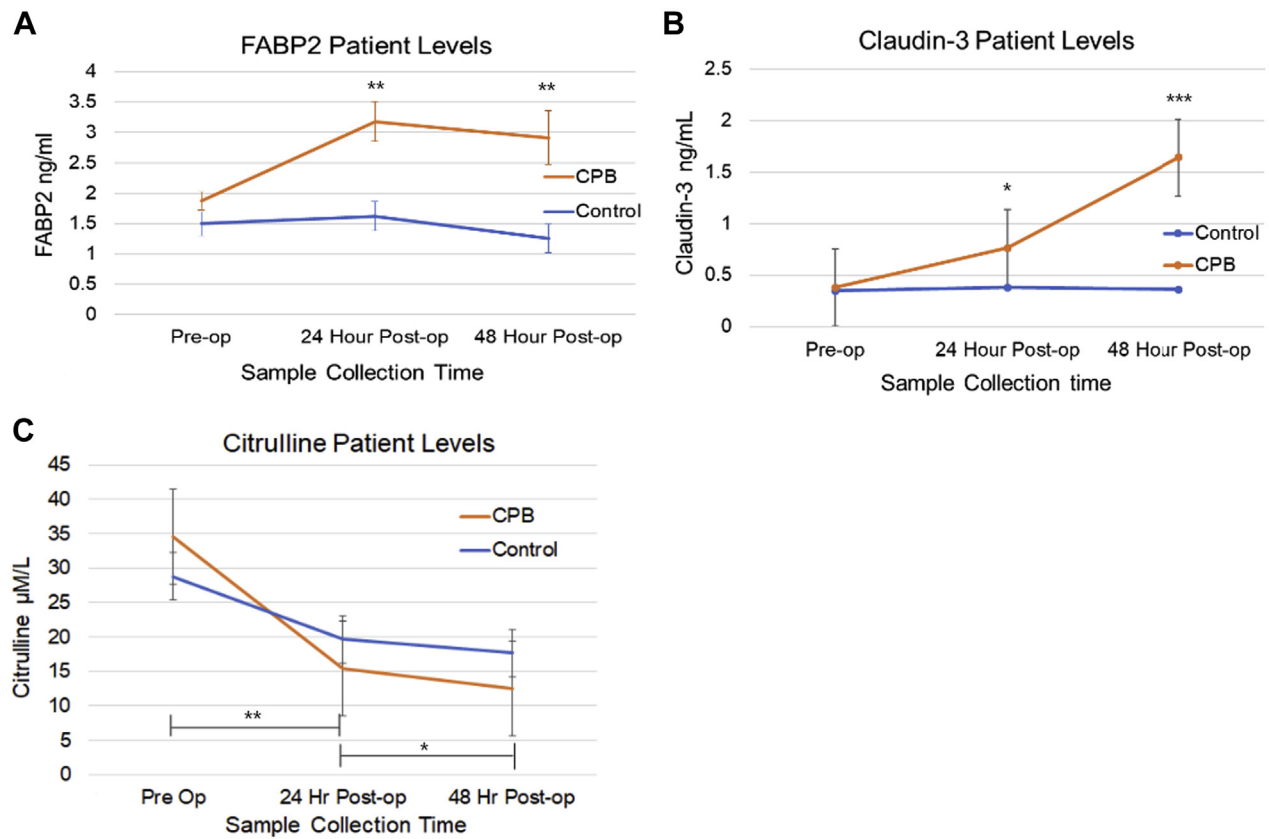 A
FABP2 Patient Levels
4
3.5
3
2.5
2
1.5
1
0.5
0
FABP2 ng/ml
**
**
CPB
Control
Pre-op
24 Hour Post-op
48 Hour Post-op
Sample Collection Time
B
Claudin-3 Patient Levels
2.5
2
1.5
1
0.5
0
Claudin-3 ng/mL
*
***
Control
CPB
Pre-op
24 Hour Post-op
48 Hour Post-op
Sample Collection time
C
Citrulline Patient Levels
45
40
35
30
25
20
15
10
5
0
Citrulline µM/L
CPB
Control
**
*
Pre Op
24 Hr Post-op
48 Hr Post-op
Sample Collection Time